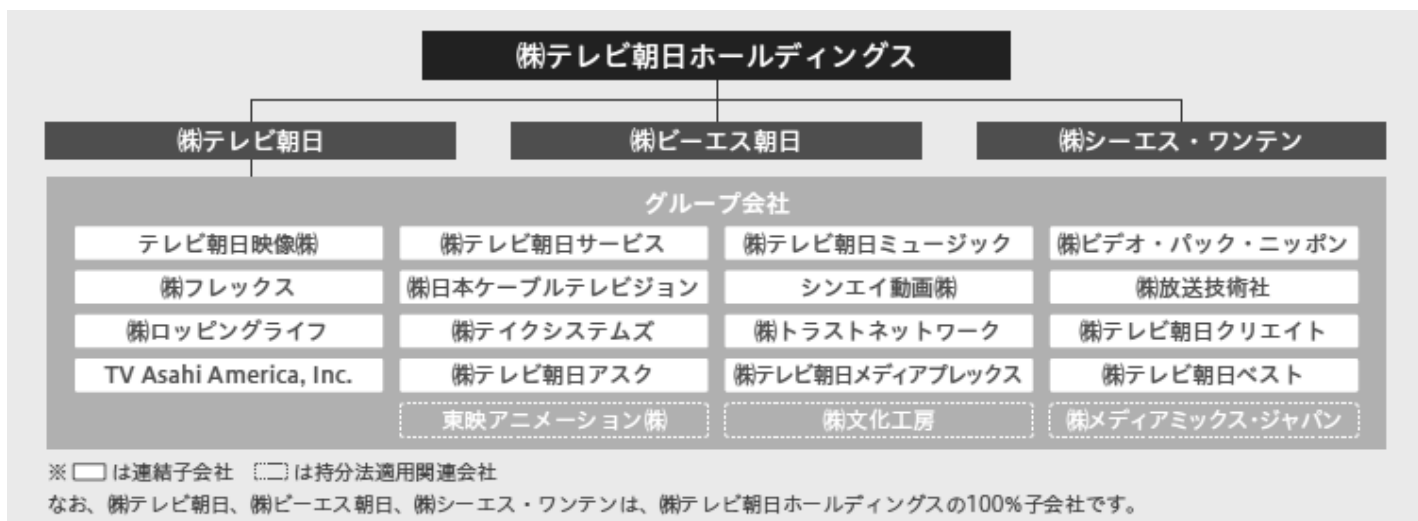 ㈱テレビ朝日ホールディングス
㈱テレビ朝日 ㈱ビーエス朝日 ㈱シーエス・ワンテン
グループ会社
テレビ朝日映像㈱ ㈱テレビ朝日サービス ㈱テレビ朝日ミュージック ㈱ビデオ・パック・ニッポン
㈱フレックス ㈱日本ケーブルテレビジョン シンエイ動画㈱ ㈱放送技術社
㈱ロッピングライフ ㈱テイクシステムズ ㈱トラストネットワーク ㈱テレビ朝日クリエイト
TV Asahi America, Inc. ㈱テレビ朝日アスク ㈱テレビ朝日メディアプレックス ㈱テレビ朝日ベスト
東映アニメーション㈱ ㈱文化工房 ㈱メディアミックス・ジャパン
※ は連結子会社 は持分法適用関連会社
なお、㈱テレビ朝日、㈱ビーエス朝日、㈱シーエス・ワンテンは、㈱テレビ朝日ホールディングスの100%子会社です。